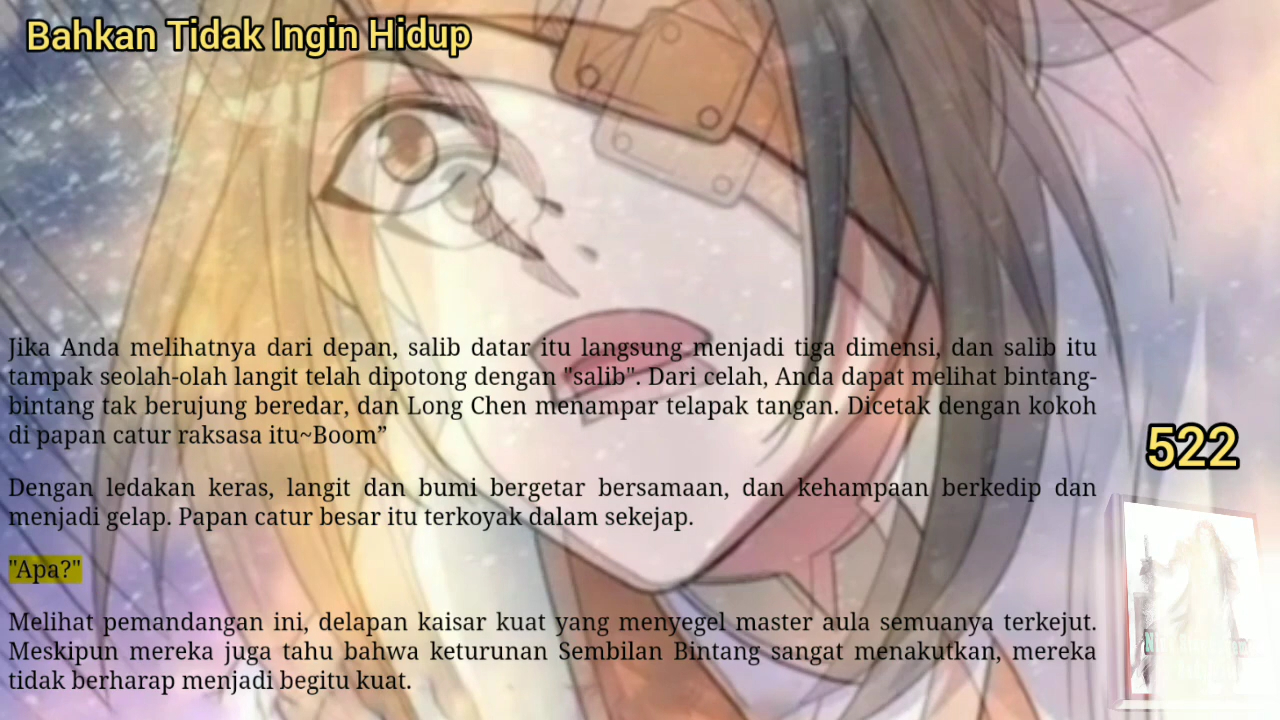 Bahkan Tidak Ingin Hidup
Jika Anda melihatnya dari depan, salib datar itu langsung menjadi tiga dimensi, dan salib itu
tampak seolah-olah langit telah dipotong dengan "salib". Dari celah, Anda dapat melihat bintang-
bintang tak berujung beredar, dan Long Chen menampar telapak tangan. Dicetak dengan kokoh
di papan catur raksasa itu~Boom”
522
Dengan ledakan keras, langit dan bumi bergetar bersamaan, dan kehampaan berkedip dan
menjadi gelap. Papan catur besar itu terkoyak dalam sekejap.
"Apa?"
Melihat pemandangan ini, delapan kaisar kuat yang menyegel master aula semuanya terkejut.
Meskipun mereka juga tahu bahwa keturunan Sembilan Bintang sangat menakutkan, mereka
tidak berharap menjadi begitu kuat.